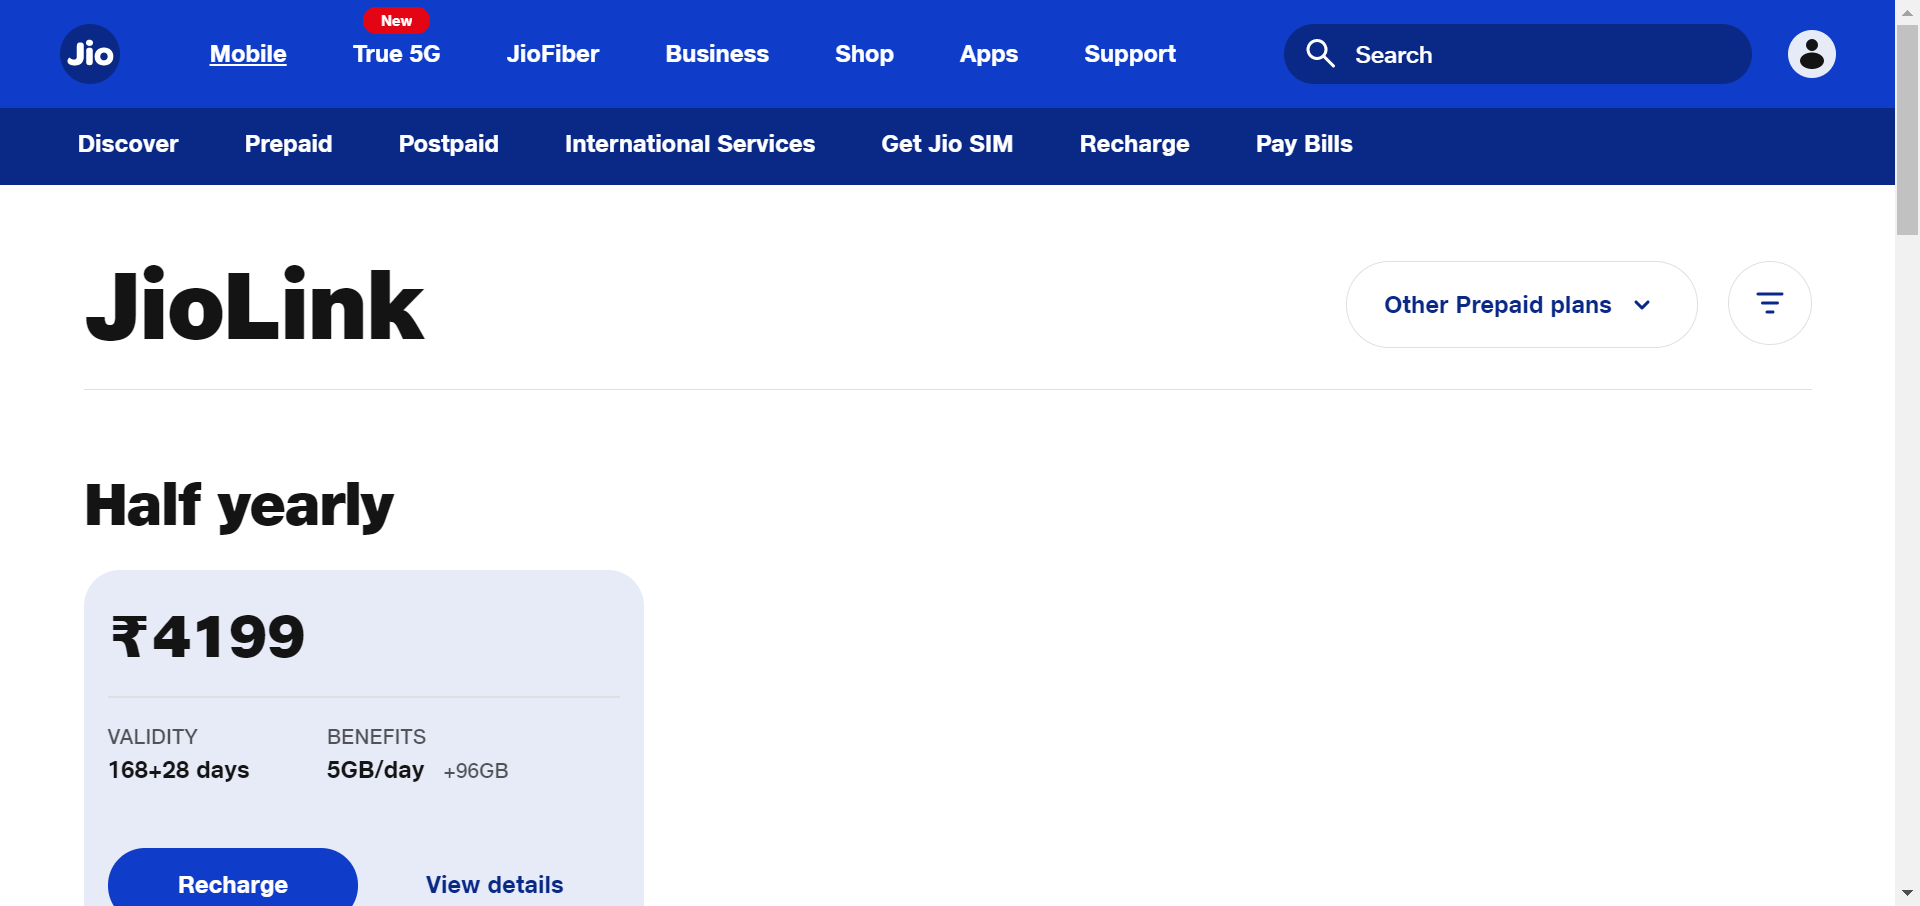 New
Jio Mobile True 5G JioFiber Business Shop Apps Support Search
Discover Prepaid Postpaid International Services Get Jio SIM Recharge Pay Bills
JioLink
Other Prepaid plans
Half yearly
₹4199
VALIDITY BENEFITS
168+28 days 5GB/day +96GB
Recharge View details